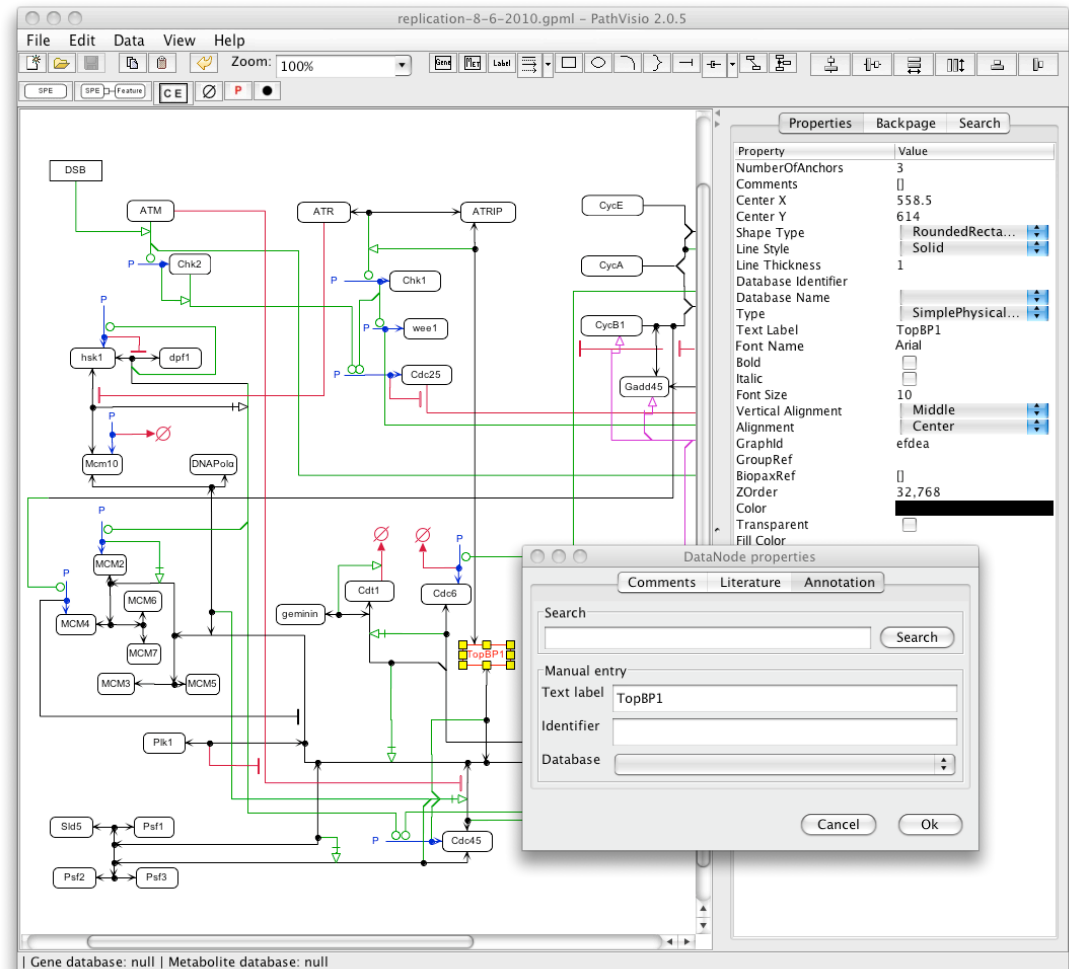 replication-8-6-2010.gpml – PathVisio 2.0.5
File Edit Data View Help
Zoom: 100%
Gene Met Label
SPE SPE Feature C E P
Properties Backpage Search
Property Value
NumberOfAnchors 3
Comments []
Center X 558.5
Center Y 614
Shape Type RoundedRecta...
Line Style Solid
Line Thickness 1
Database Identifier
Database Name
Type SimplePhysical...
Text Label TopBP1
Font Name Arial
Bold
Italic
Font Size 10
Vertical Alignment Middle
Alignment Center
GraphId efdea
GroupRef
BiopaxRef []
ZOrder 32,768
Color
Transparent
Fill Color
DSB
ATM ATR ATRIP CycE
P Chk2 P Chk1 CycA
P P wee1 CycB1
hsk1 dpf1 P Cdc25 Gadd45
P
Mcm10 DNAPolα
P P
MCM2
P MCM6 Cdt1 Cdc6
MCM4 geminin
MCM7 TopBP1
MCM3 MCM5
Plk1
Sld5 Psf1 P Cdc45
Psf2 Psf3
DataNode properties
Comments Literature Annotation
Search
Search
Manual entry
Text label TopBP1
Identifier
Database
Cancel Ok
| Gene database: null | Metabolite database: null